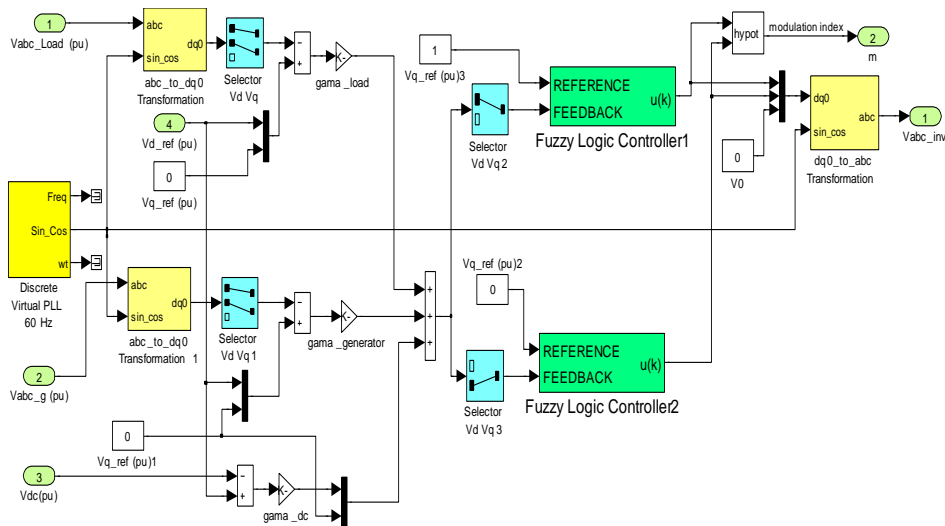 1
Vabc_Load (pu)
abc
sin_cos
dq0
abc_to_dq0
Transformation
Selector
Vd Vq
-
+
K-
gama _load
4
Vd_ref (pu)
0
Vq_ref (pu)
Freq
Sin_Cos
wt
Discrete
Virtual PLL
60 Hz
abc
sin_cos
dq0
abc_to_dq0
Transformation 1
Selector
Vd Vq 1
-
+
K-
gama _generator
2
Vabc_g (pu)
0
Vq_ref (pu)1
3
Vdc(pu)
-
+
K-
gama _dc
+
+
+
1
Vq_ref (pu)3
Selector
Vd Vq 2
REFERENCE
FEEDBACK
u(k)
Fuzzy Logic Controller1
0
Vq_ref (pu)2
Selector
Vd Vq 3
REFERENCE
FEEDBACK
u(k)
Fuzzy Logic Controller2
hypot
modulation index
2
m
0
V0
dq0
sin_cos
abc
dq0_to_abc
Transformation
1
Vabc_inv